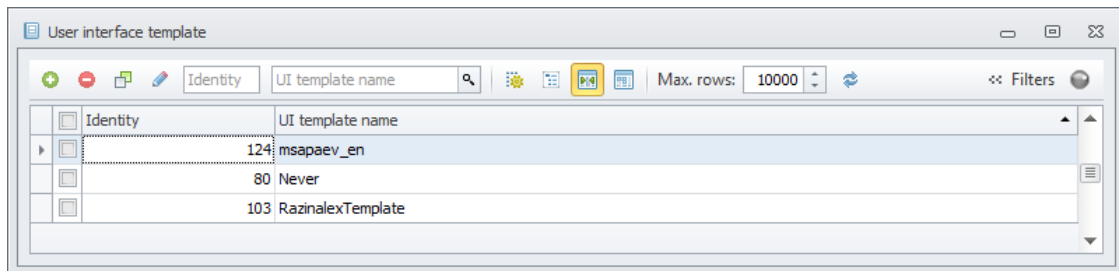 User interface template
Identity UI template name Max. rows: 10000 Filters
Identity UI template name
124 msapaev_en
80 Never
103 RazinalexTemplate